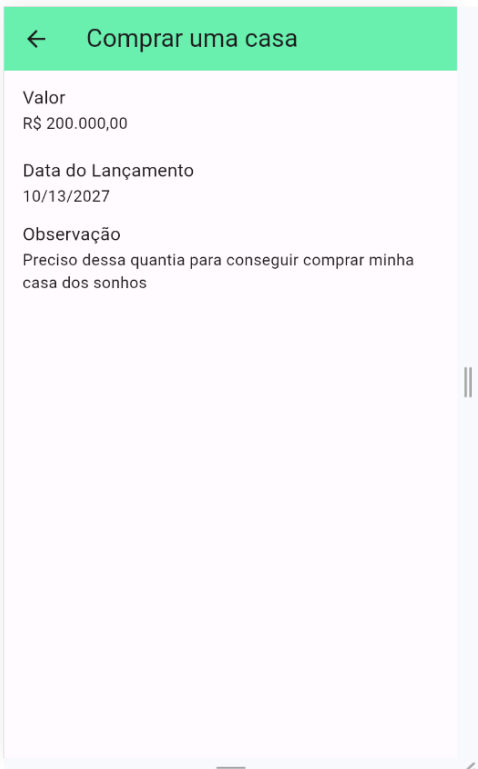 Comprar uma casa
Valor
R$ 200.000,00
Data do Lançamento
10/13/2027
Observação
Preciso dessa quantia para conseguir comprar minha
casa dos sonhos